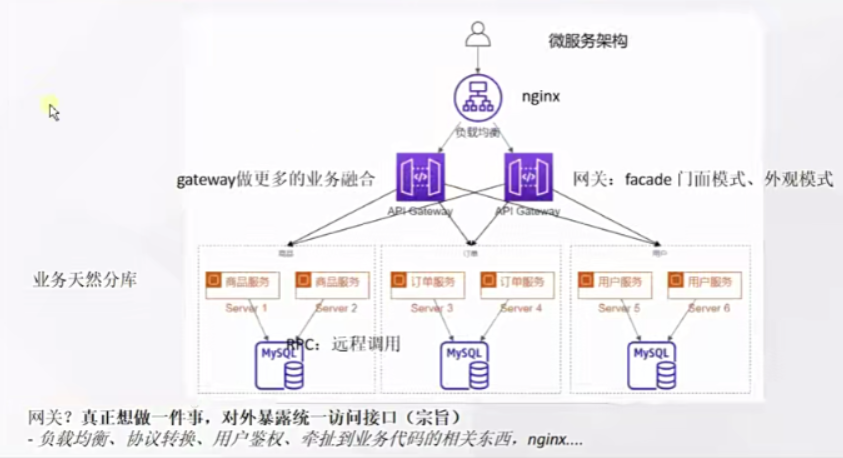 微服务架构
nginx
负载均衡
gateway做更多的业务融合
网关：facade 门面模式、外观模式
API Gateway
API Gateway
商品
订单
用户
业务天然分库
商品服务
商品服务
订单服务
订单服务
用户服务
用户服务
Server 1
Server 2
Server 3
Server 4
Server 5
Server 6
RPC：远程调用
MySQL
MySQL
MySQL
网关？真正想做一件事，对外暴露统一访问接口（宗旨）
- 负载均衡、协议转换、用户鉴权、牵扯到业务代码的相关东西，nginx....